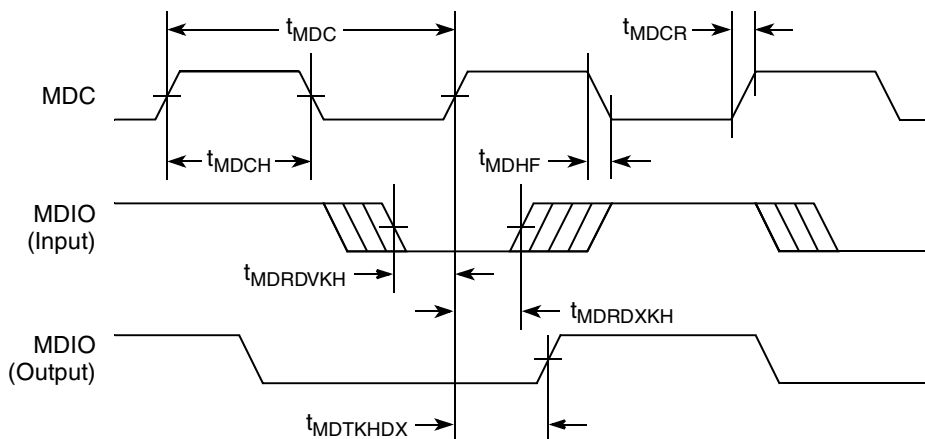 tMDC
tMDCR
MDC
tMDCH
tMDHF
MDIO
(Input)
tMDRDVKH
tMDRDXKH
MDIO
(Output)
tMDTKHDX